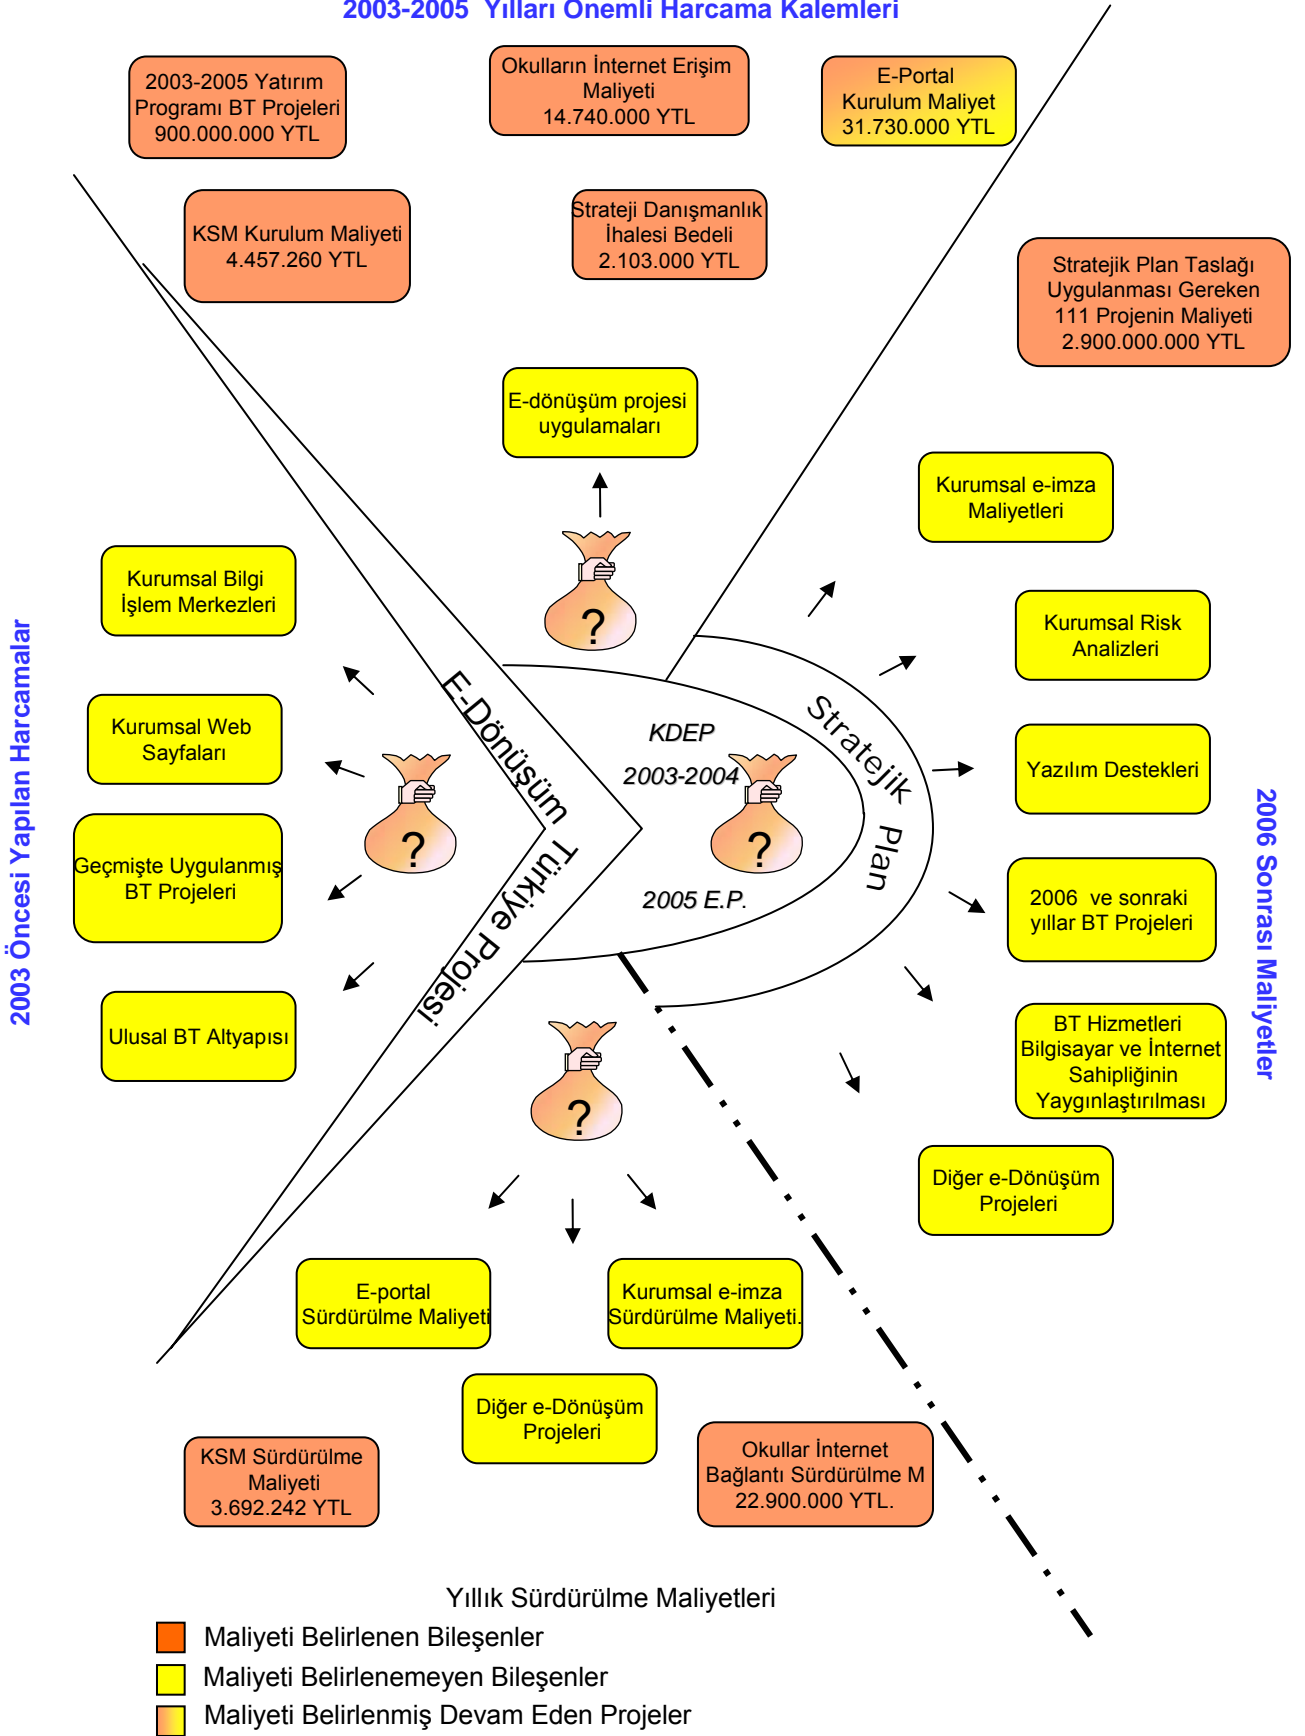 2003-2005 Yılları Önemli Harcama Kalemleri
2003-2005 Yatırım
Programı BT Projeleri
900.000.000 YTL
Okulların İnternet Erişim
Maliyeti
14.740.000 YTL
E-Portal
Kurulum Maliyet
31.730.000 YTL
KSM Kurulum Maliyeti
4.457.260 YTL
Strateji Danışmanlık
İhalesi Bedeli
2.103.000 YTL
Stratejik Plan Taslağı
Uygulanması Gereken
111 Projenin Maliyeti
2.900.000.000 YTL
E-dönüşüm projesi
uygulamaları
Kurumsal e-imza
Maliyetleri
?
Kurumsal Bilgi
İşlem Merkezleri
Kurumsal Risk
Analizleri
2003 Öncesi Yapılan Harcamalar
Kurumsal Web
Sayfaları
E-Dönüşüm
Türkiye Projesi
KDEP
2003-2004
2005 E.P.
Stratejik
Plan
Yazılım Destekleri
?
?
Geçmişte Uygulanmış
BT Projeleri
2006 ve sonraki
yıllar BT Projeleri
2006 Sonrası Maliyetler
Ulusal BT Altyapısı
BT Hizmetleri
Bilgisayar ve İnternet
Sahipliğinin
Yaygınlaştırılması
?
Diğer e-Dönüşüm
Projeleri
E-portal
Sürdürülme Maliyeti
Kurumsal e-imza
Sürdürülme Maliyeti.
Diğer e-Dönüşüm
Projeleri
KSM Sürdürülme
Maliyeti
3.692.242 YTL
Okullar İnternet
Bağlantı Sürdürülme M
22.900.000 YTL.
Yıllık Sürdürülme Maliyetleri
Maliyeti Belirlenen Bileşenler
Maliyeti Belirlenemeyen Bileşenler
Maliyeti Belirlenmiş Devam Eden Projeler